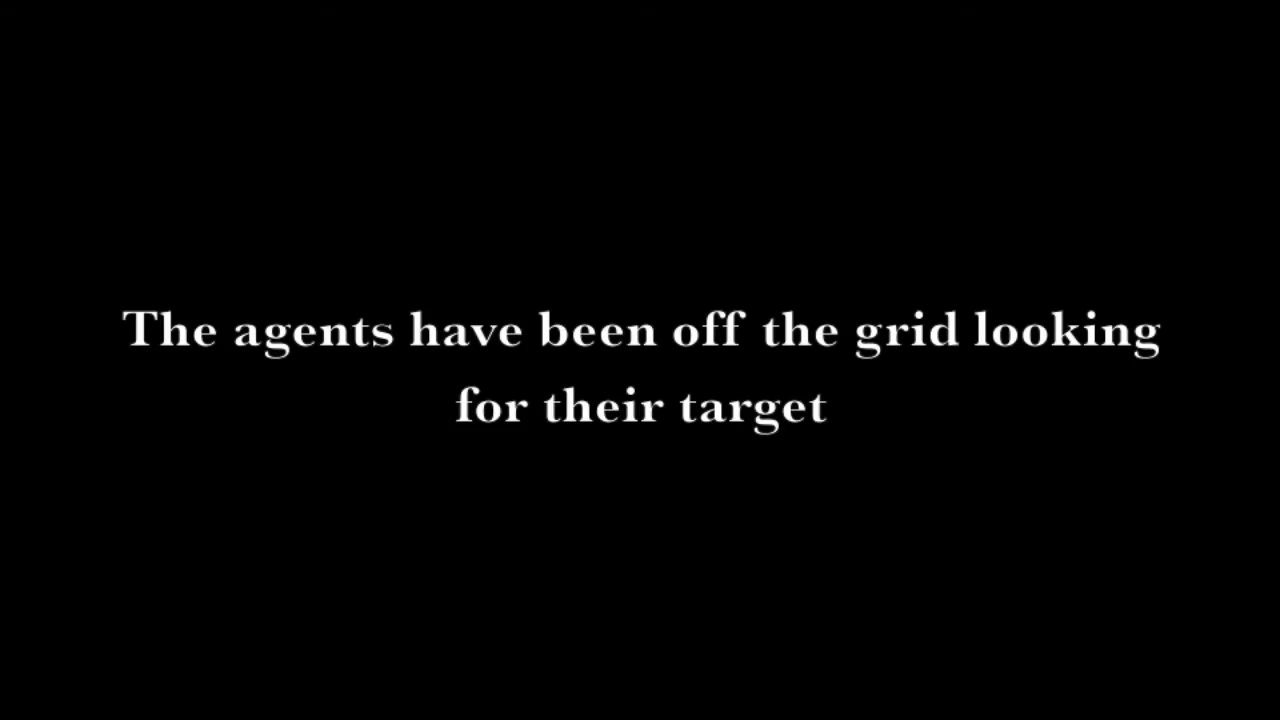 The agents have been off the grid looking
for their target